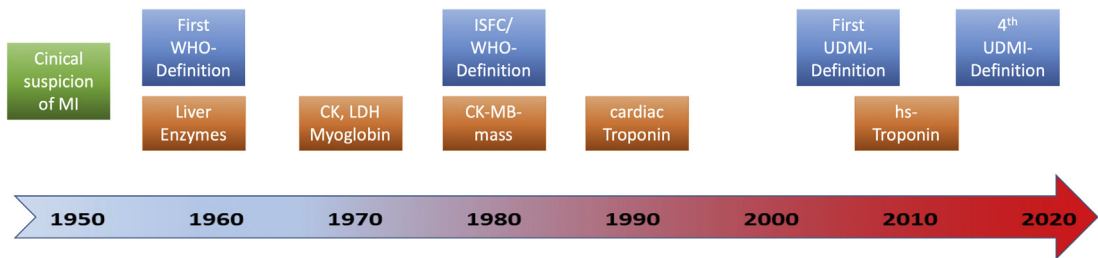 Cinical
suspicion
of MI
First
WHO-
Definition
Liver
Enzymes
CK, LDH
Myoglobin
ISFC/
WHO-
Definition
CK-MB-
mass
cardiac
Troponin
First
UDMI-
Definition
hs-
Troponin
4th
UDMI-
Definition
1950 1960 1970 1980 1990 2000 2010 2020